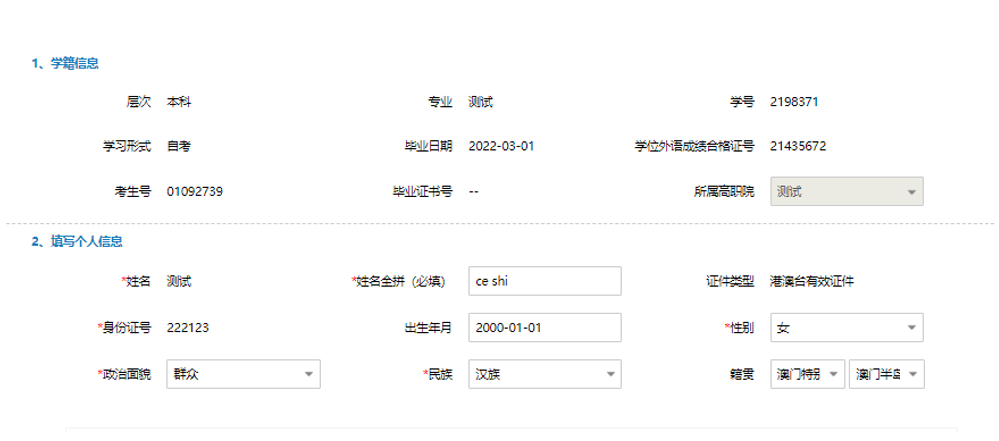 1、学籍信息
层次 本科 专业 测试 学号 2198371
学习形式 自考 毕业日期 2022-03-01 学位外语成绩合格证号 21435672
考生号 01092739 毕业证书号 -- 所属高职院 测试
2、填写个人信息
*姓名 测试 *姓名全拼（必填） ce shi 证件类型 港澳台有效证件
*身份证号 222123 出生年月 2000-01-01 *性别 女
*政治面貌 群众 *民族 汉族 籍贯 澳门特别 澳门半岛